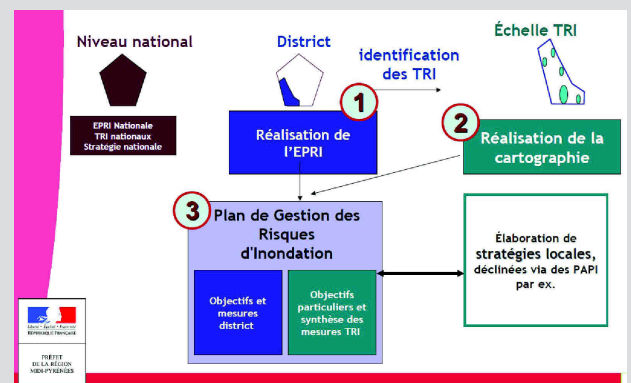 Niveau national
District
Échelle TRI
identification
des TRI
1
2
EPRI Nationale
TRI nationaux
Stratégie nationale
Réalisation de
l'EPRI
Réalisation de la
cartographie
3
Plan de Gestion des
Risques
d'Inondation
Élaboration de
stratégies locales,
déclinées via des PAPI
par ex.
Objectifs et
mesures
district
Objectifs
particuliers et
synthèse des
mesures TRI
Liberté • Égalité • Fraternité
RÉPUBLIQUE FRANÇAISE
PRÉFET
DE LA RÉGION
MIDI-PYRÉNÉES